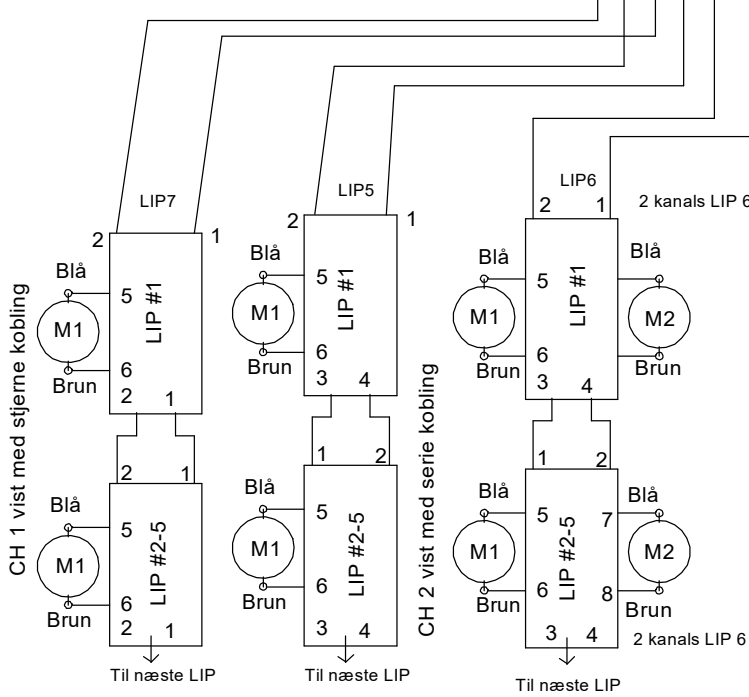 CH 1 vist med stjerne kobling
LIP7
2 1
Blå
5
M1
LIP #1
6
Brun
2 1
2 1
Blå
5
M1
LIP #2-5
6
Brun
2 1
Til næste LIP
LIP5
2 1
Blå
5
M1
LIP #1
6
Brun
3 4
1 2
Blå
5
M1
LIP #2-5
6
Brun
3 4
Til næste LIP
CH 2 vist med serie kobling
LIP6
2 1
2 kanals LIP 6
Blå Blå
5
M1
LIP #1
M2
6
Brun Brun
3 4
1 2
Blå Blå
5 7
M1
LIP #2-5
M2
6 8
Brun Brun
3 4
2 kanals LIP 6
Til næste LIP